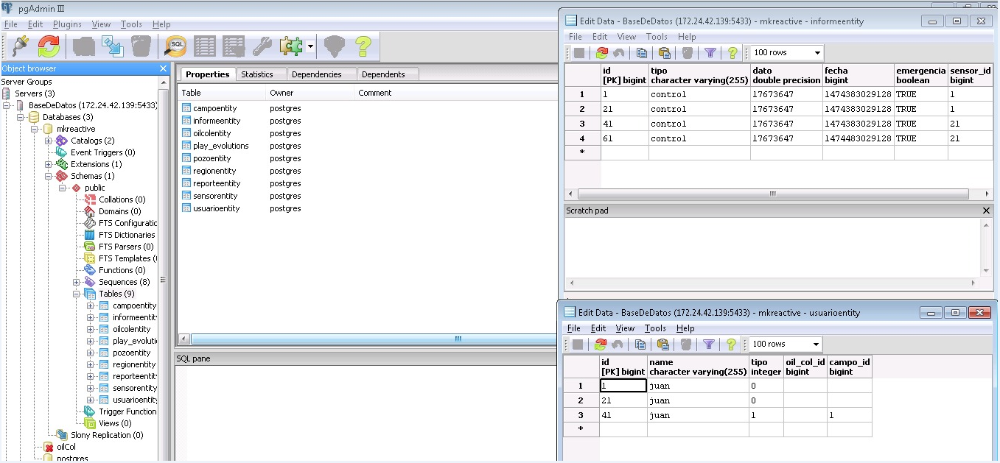 pgAdmin III
File Edit Plugins View Tools Help
SQL
Object browser
Server Groups
Servers (3)
BaseDeDatos (172.24.42.139:5433)
Databases (3)
mkreactive
Catalogs (2)
Event Triggers (0)
Extensions (1)
Schemas (1)
public
Collations (0)
Domains (0)
FTS Configuratic
FTS Dictionaries
FTS Parsers (0)
FTS Templates (
Functions (0)
Sequences (8)
Tables (9)
campoentity
informeentity
oilcolentity
play_evoluti
pozoentity
regionentity
reporteentity
sensorentity
usuarioentity
Trigger Function
Views (0)
Slony Replication (0)
oilCol
postgres
Properties Statistics Dependencies Dependents
Table Owner Comment
campoentity postgres
informeentity postgres
oilcolentity postgres
play_evolutions postgres
pozoentity postgres
regionentity postgres
reporteentity postgres
sensorentity postgres
usuarioentity postgres
SQL pane
Edit Data - BaseDeDatos (172.24.42.139:5433) - mkreactive - informeentity
File Edit View Tools Help
100 rows
id tipo dato fecha emergencia sensor_id
[PK] bigint character varying(255) double precision bigint boolean bigint
1 1 control 17673647 1474383029128 TRUE 1
2 21 control 17673647 1474383029128 TRUE 1
3 41 control 17673647 1474383029128 TRUE 21
4 61 control 17673647 1474483029128 TRUE 21
*
Scratch pad
Edit Data - BaseDeDatos (172.24.42.139:5433) - mkreactive - usuarioentity
File Edit View Tools Help
100 rows
id name tipo oil_col_id campo_id
[PK] bigint character varying(255) integer bigint bigint
1 1 juan 0
2 21 juan 0
3 41 juan 1 1
*